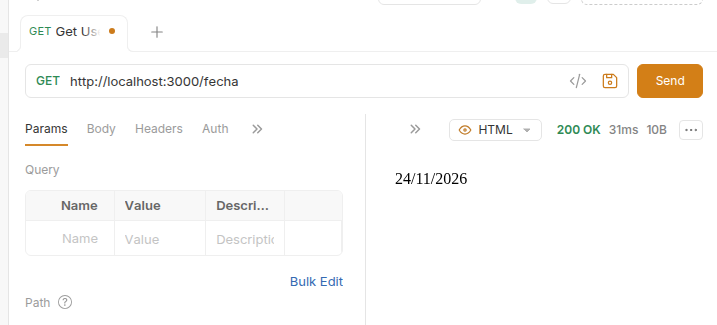 GET Get Us
GET http://localhost:3000/fecha
</>
Send
Params Body Headers Auth
HTML 200 OK 31ms 10B
24/11/2026
Query
Name Value Descri...
Name Value Descriptic
Bulk Edit
Path ?